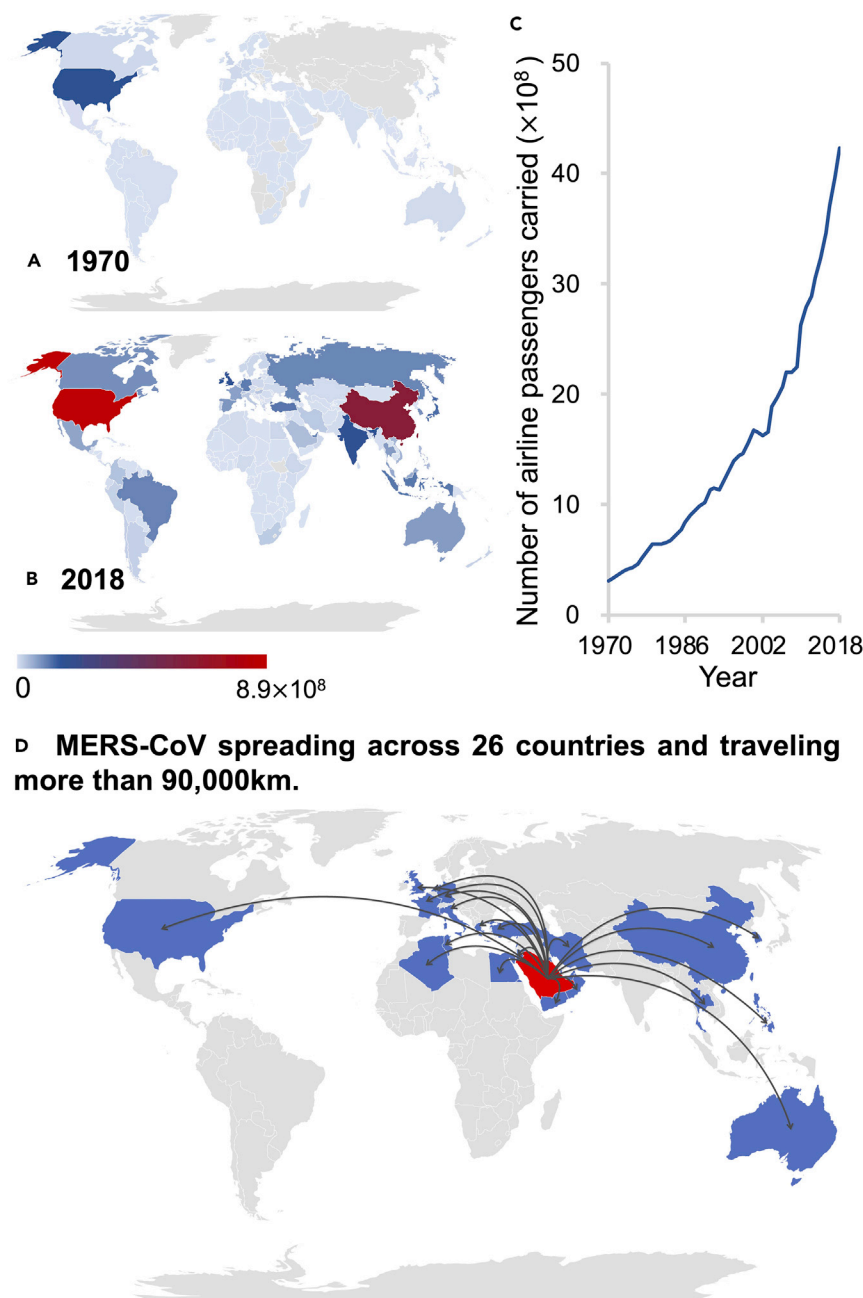 A 1970
B 2018
0
8.9×10⁸
C
Number of airline passengers carried (×10⁸)
50
40
30
20
10
0
1970
1986
2002
2018
Year
D MERS-CoV spreading across 26 countries and traveling
more than 90,000km.